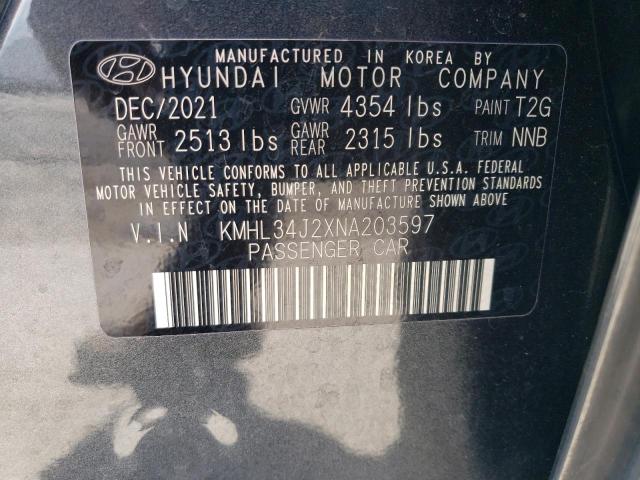 MANUFACTURED IN KOREA BY
HYUNDAI MOTOR COMPANY
DEC/2021 GVWR 4354 lbs PAINT T2G
GAWR FRONT 2513 lbs GAWR REAR 2315 lbs TRIM NNB
THIS VEHICLE CONFORMS TO ALL APPLICABLE U.S.A. FEDERAL
MOTOR VEHICLE SAFETY, BUMPER, AND THEFT PREVENTION STANDARDS
IN EFFECT ON THE DATE OF MANUFACTURE SHOWN ABOVE
V.I.N KMHL34J2XNA203597
PASSENGER CAR